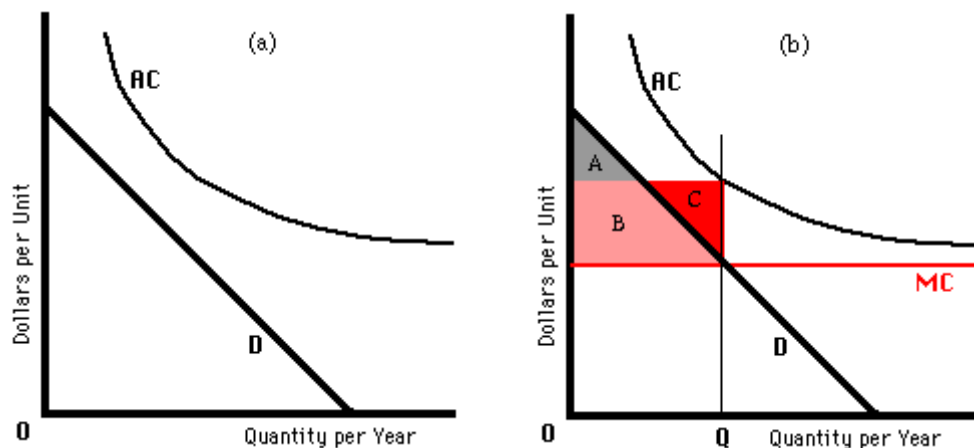 (a)
AC
D
Dollars per Unit
0
Quantity per Year
(b)
AC
A
B
C
MC
D
Dollars per Unit
0
Q
Quantity per Year